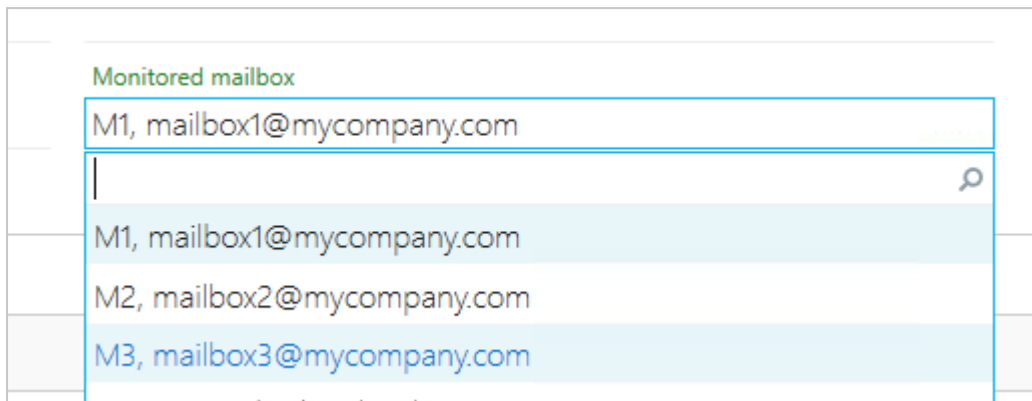 Monitored mailbox
M1, mailbox1@mycompany.com
M1, mailbox1@mycompany.com
M2, mailbox2@mycompany.com
M3, mailbox3@mycompany.com